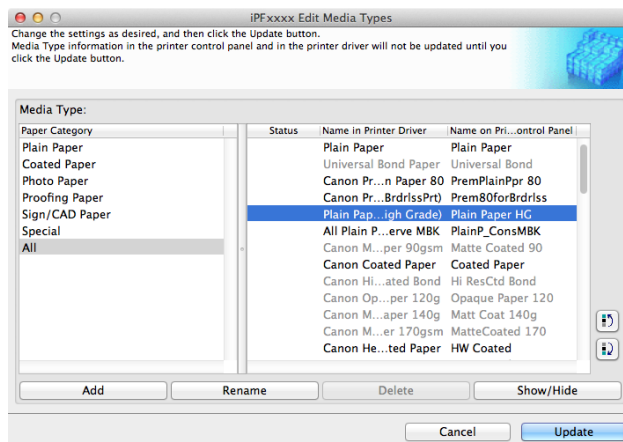 iPFxxxx Edit Media Types
Change the settings as desired, and then click the Update button.
Media Type information in the printer control panel and in the printer driver will not be updated until you
click the Update button.
Media Type:
Paper Category
Plain Paper
Coated Paper
Photo Paper
Proofing Paper
Sign/CAD Paper
Special
All
Status Name in Printer Driver Name on Pri...ontrol Panel
Plain Paper Plain Paper
Universal Bond Paper Universal Bond
Canon Pr...n Paper 80 PremPlainPpr 80
Canon Pr...BrdrlssPrt) Prem80forBrdrlss
Plain Pap...igh Grade) Plain Paper HG
All Plain P...erve MBK PlainP_ConsMBK
Canon M...per 90gsm Matte Coated 90
Canon Coated Paper Coated Paper
Canon Hi...ated Bond Hi ResCtd Bond
Canon Op...per 120g Opaque Paper 120
Canon M...aper 140g Matt Coat 140g
Canon M...er 170gsm MatteCoated 170
Canon He...ted Paper HW Coated
Add Rename Delete Show/Hide
Cancel Update